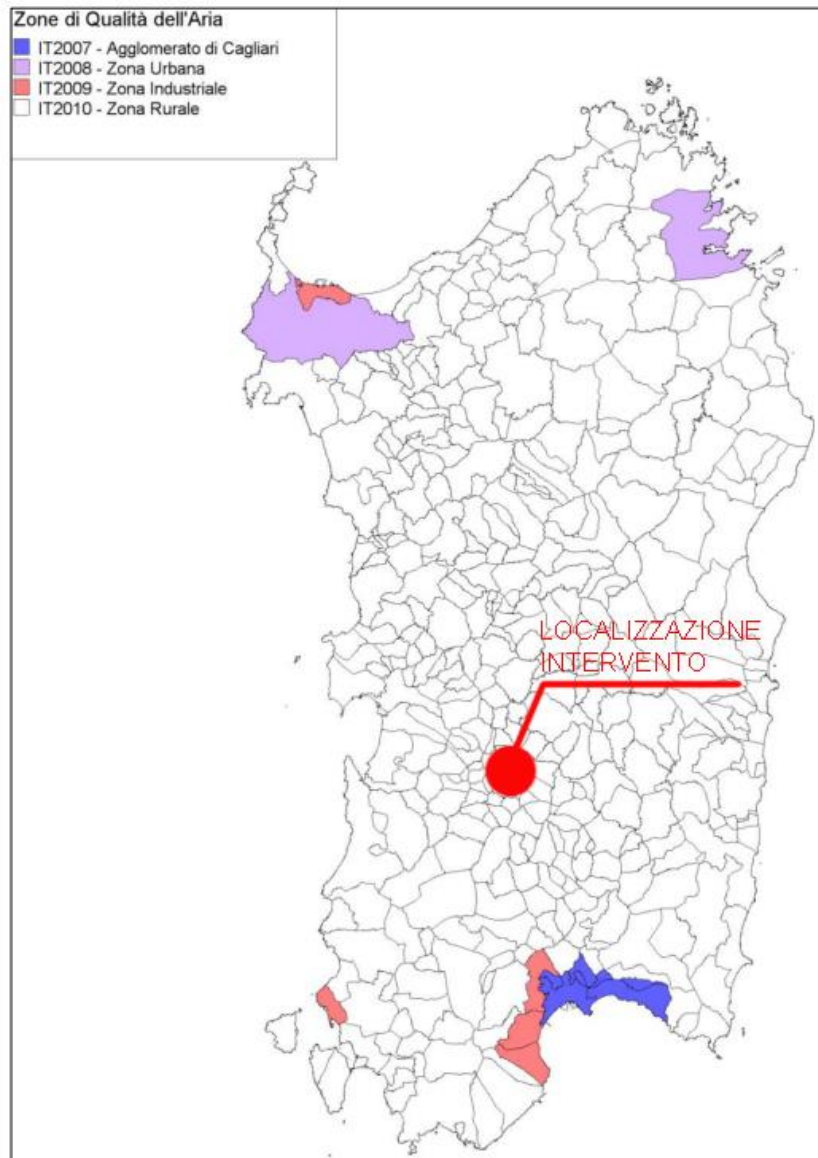 Zone di Qualità dell'Aria
IT2007 - Agglomerato di Cagliari
IT2008 - Zona Urbana
IT2009 - Zona Industriale
IT2010 - Zona Rurale
LOCALIZZAZIONE
INTERVENTO